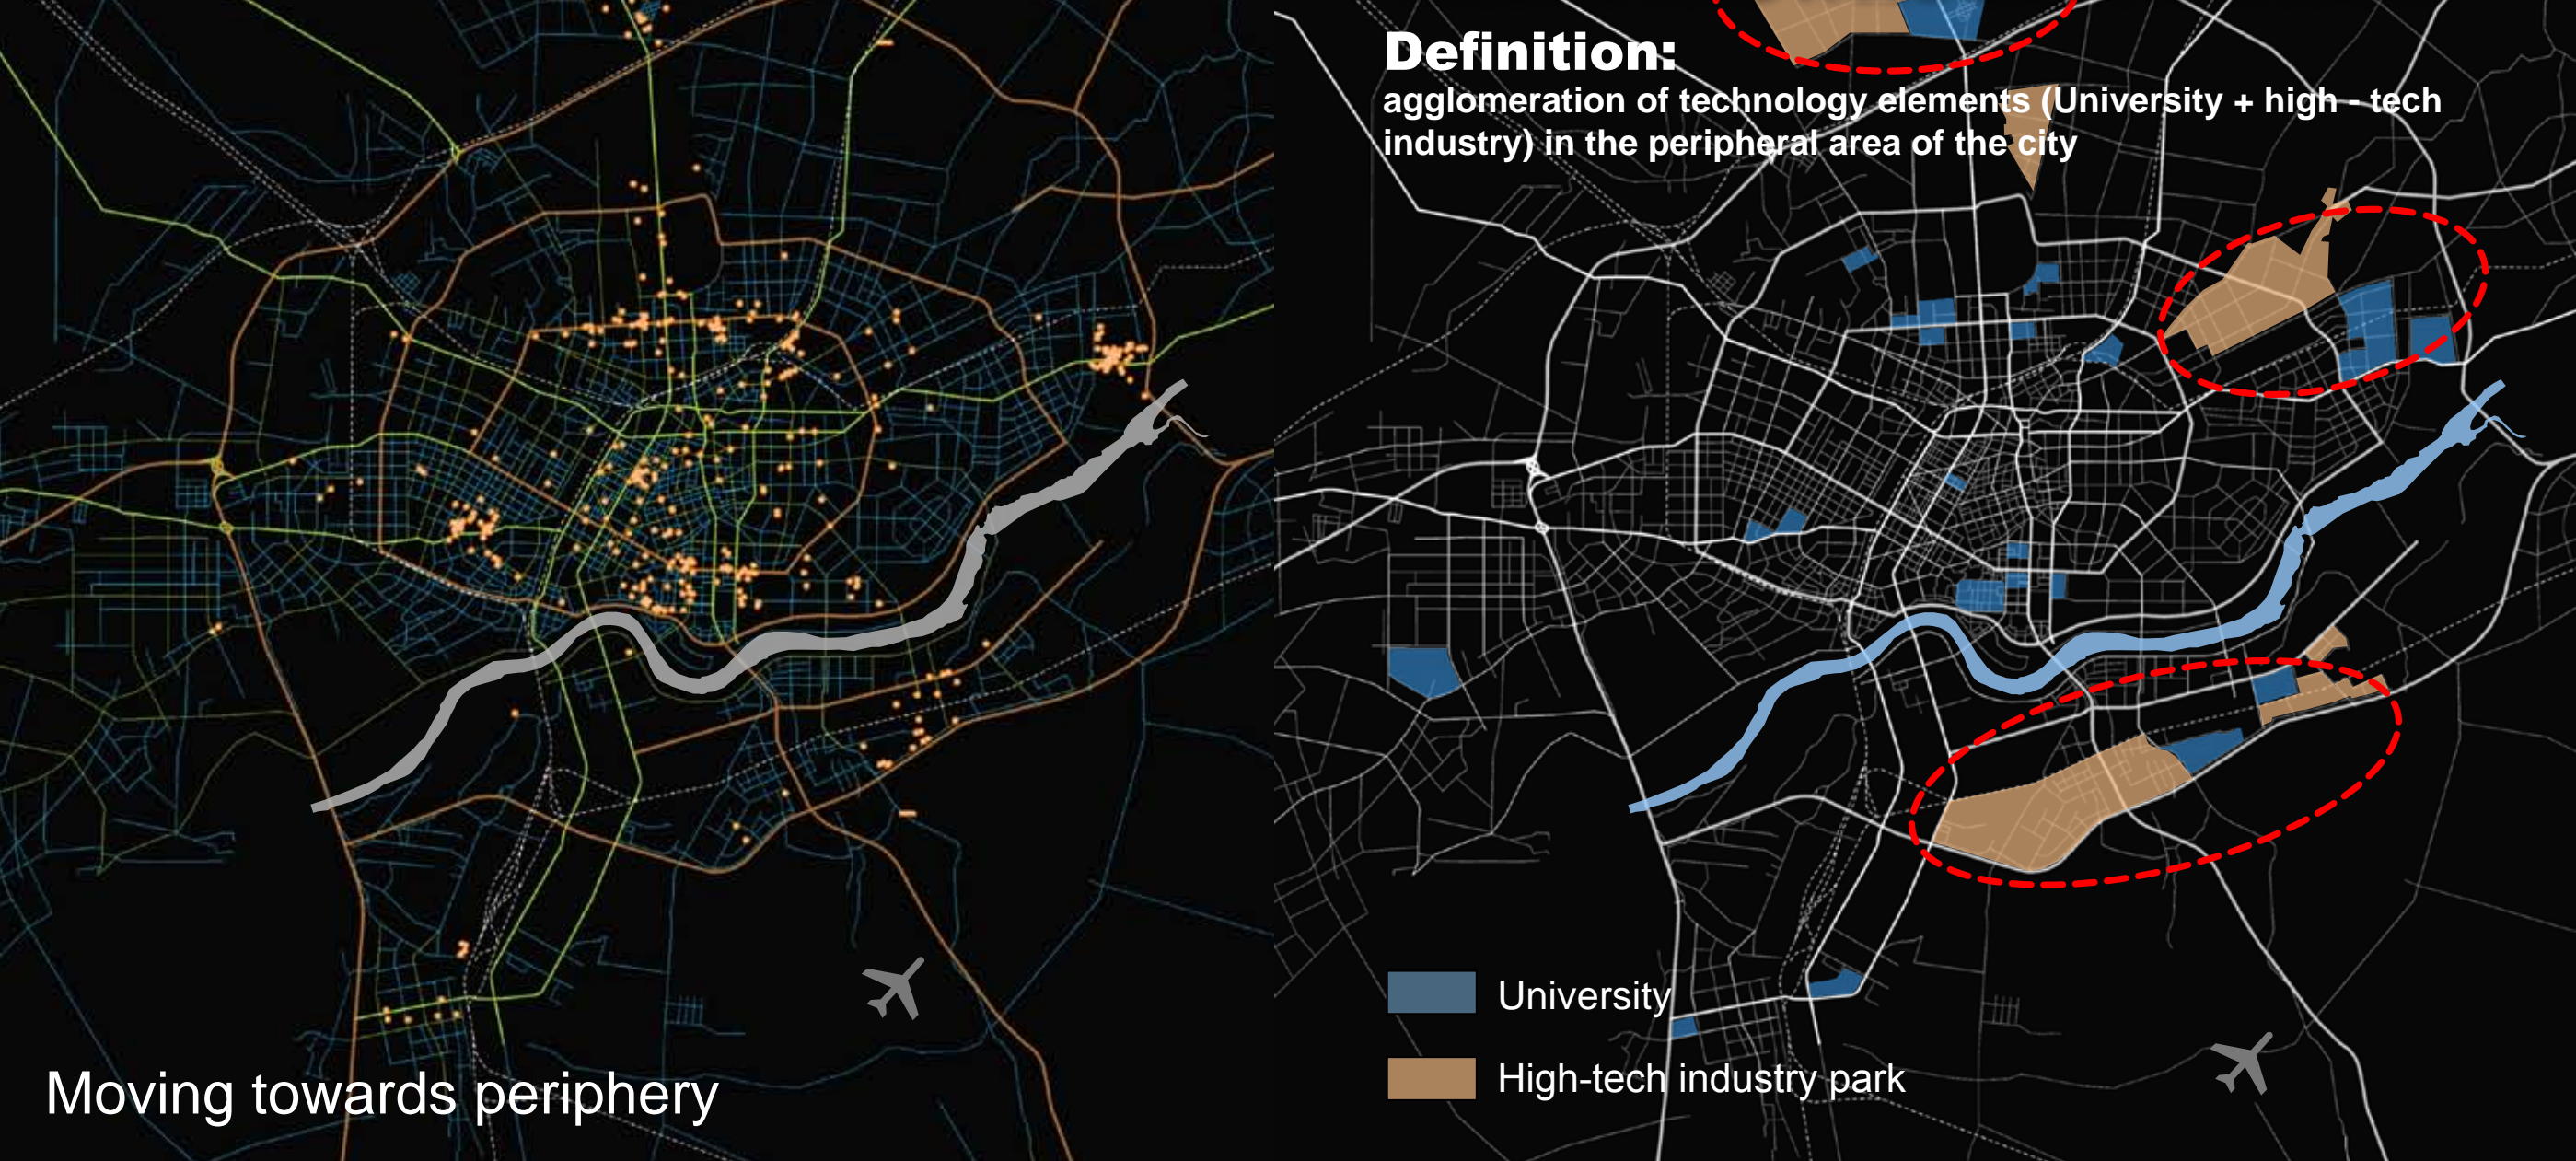 Moving towards periphery
Definition:
agglomeration of technology elements (University + high - tech
industry) in the peripheral area of the city
University
High-tech industry park